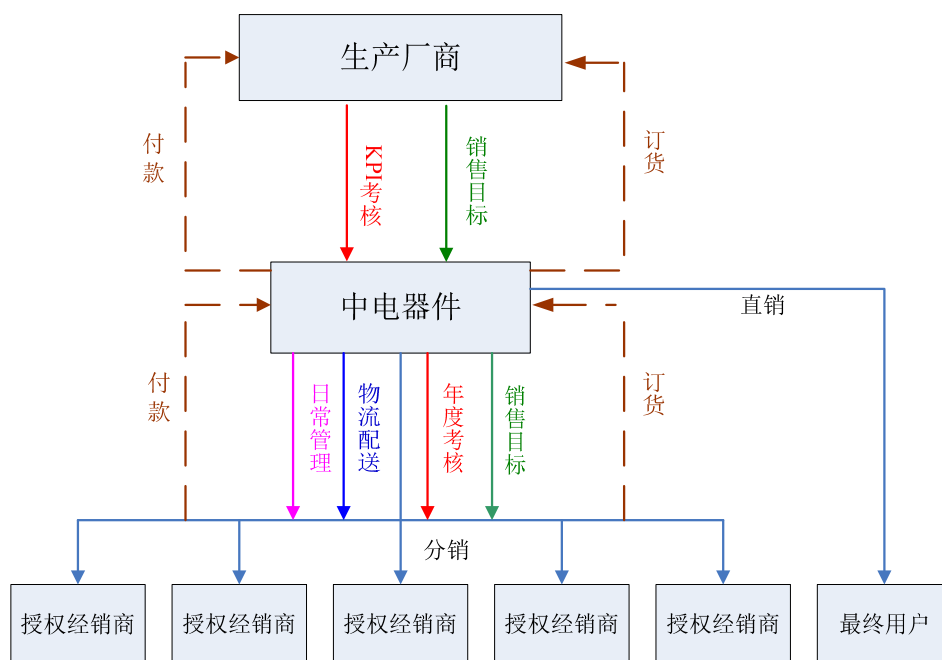 生产厂商
付款
KPI考核
销售目标
订货
中电器件
直销
付款
日常管理
物流配送
年度考核
销售目标
订货
分销
授权经销商
授权经销商
授权经销商
授权经销商
授权经销商
最终用户